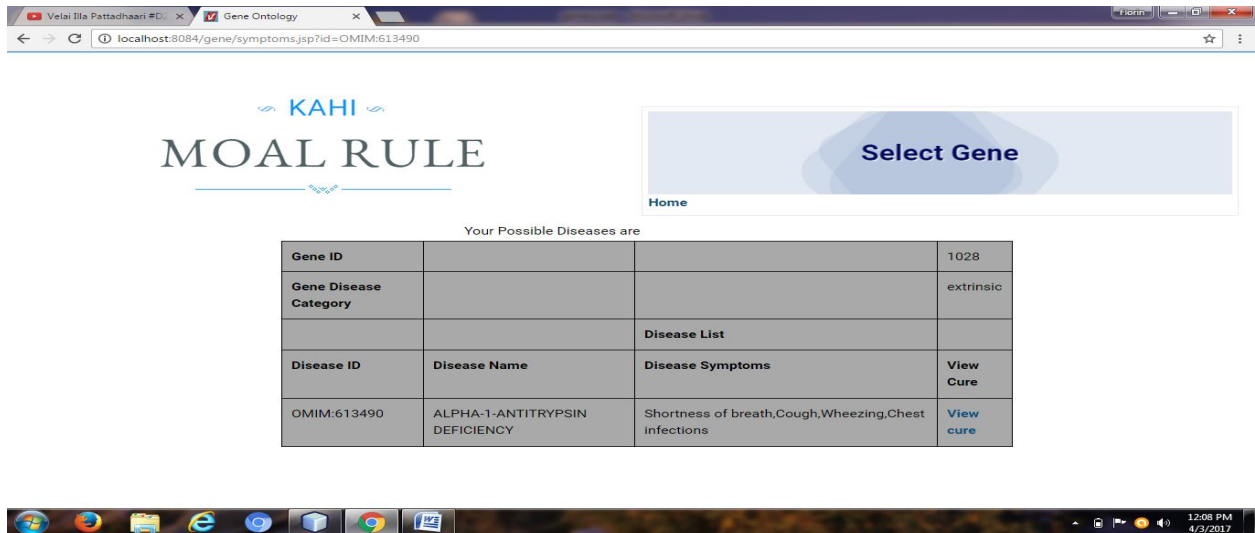 Velai Illa Pattadhaari #D
Gene Ontology
Florin
localhost:8084/gene/symptoms.jsp?id=OMIM:613490
KAHI
MOAL RULE
Select Gene
Home
Your Possible Diseases are
Gene ID 1028
Gene Disease extrinsic
Category
Disease List
Disease ID Disease Name Disease Symptoms View
Cure
OMIM:613490 ALPHA-1-ANTITRYPSIN Shortness of breath,Cough,Wheezing,Chest View
DEFICIENCY infections cure
12:08 PM
4/3/2017